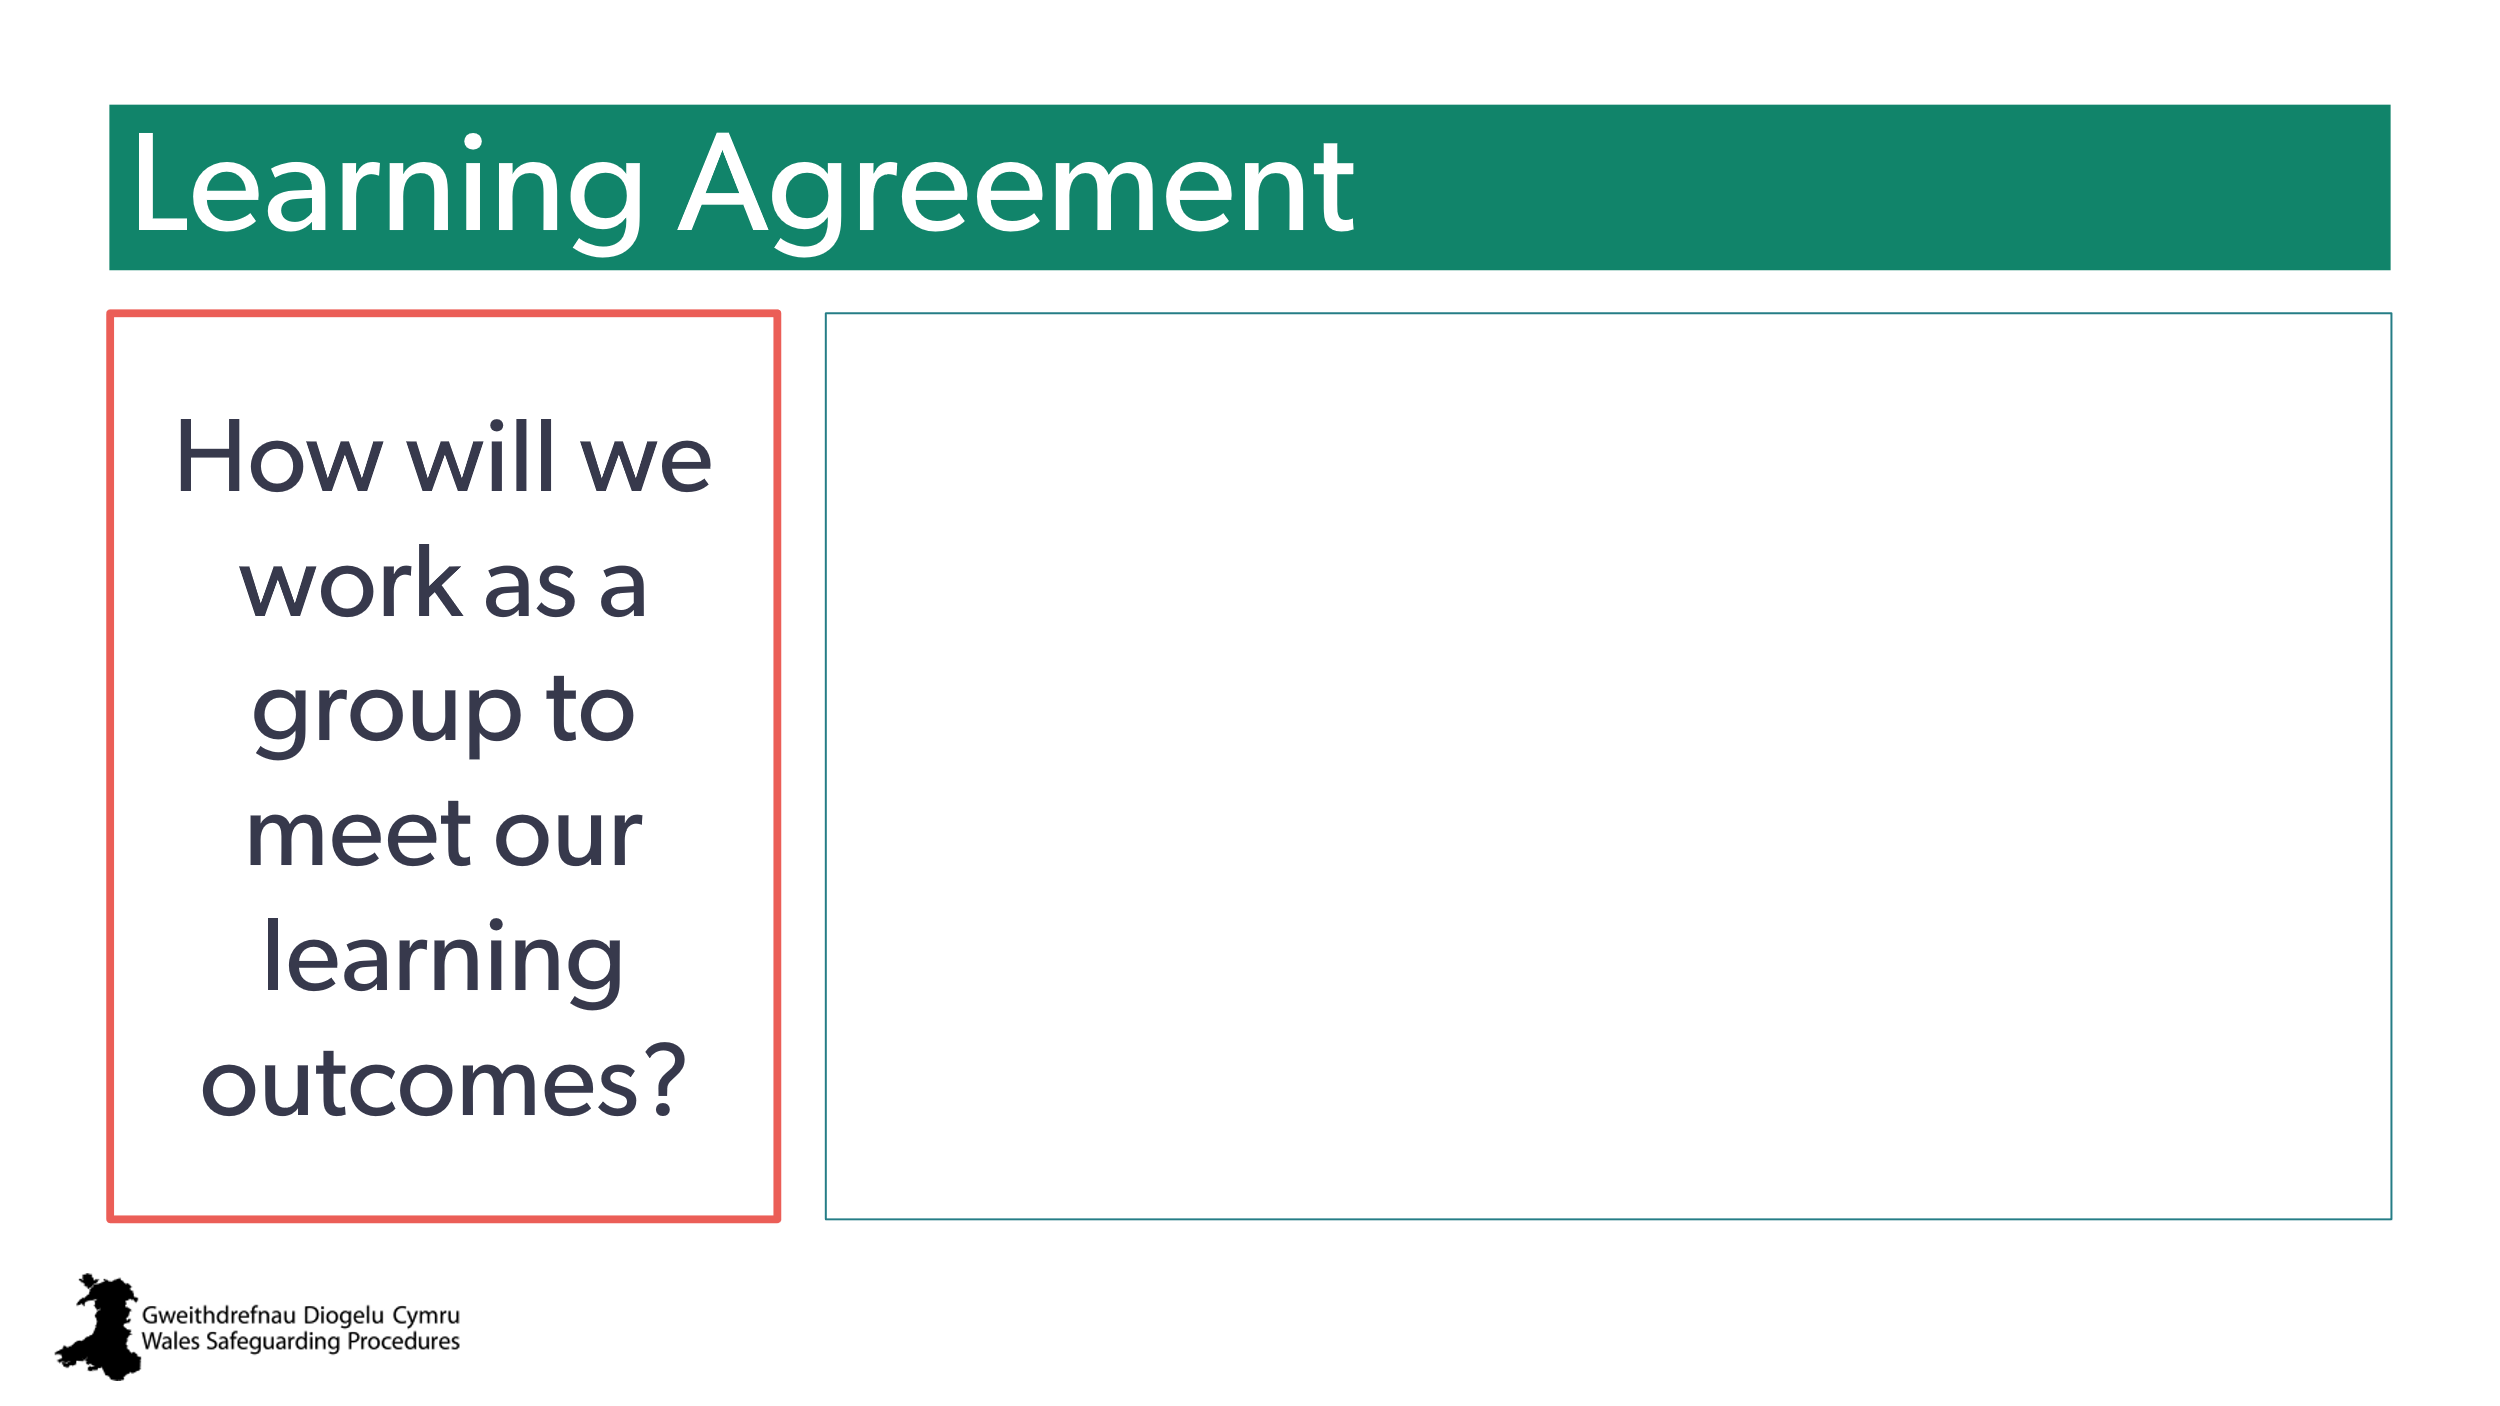 Learning Agreement
How will we
work as a
group to
meet our
learning
outcomes?
Gweithdrefnau Diogelu Cymru
Wales Safeguarding Procedures